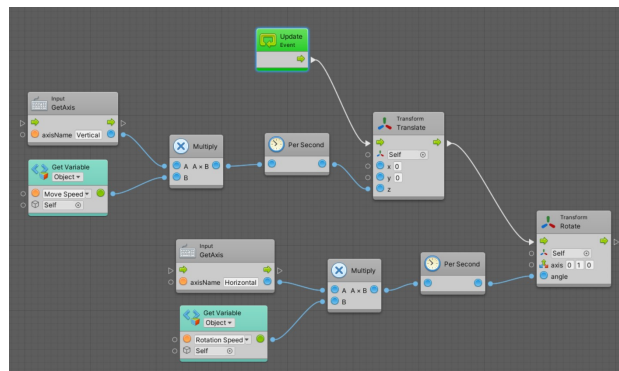 Update
Event
Input
GetAxis
axisName Vertical
Get Variable
Object
Move Speed
Self
Multiply
A A × B
B
Per Second
Transform
Translate
Self
x 0
y 0
z
Input
GetAxis
axisName Horizontal
Get Variable
Object
Rotation Speed
Self
Multiply
A A × B
B
Per Second
Transform
Rotate
Self
axis 0 1 0
angle